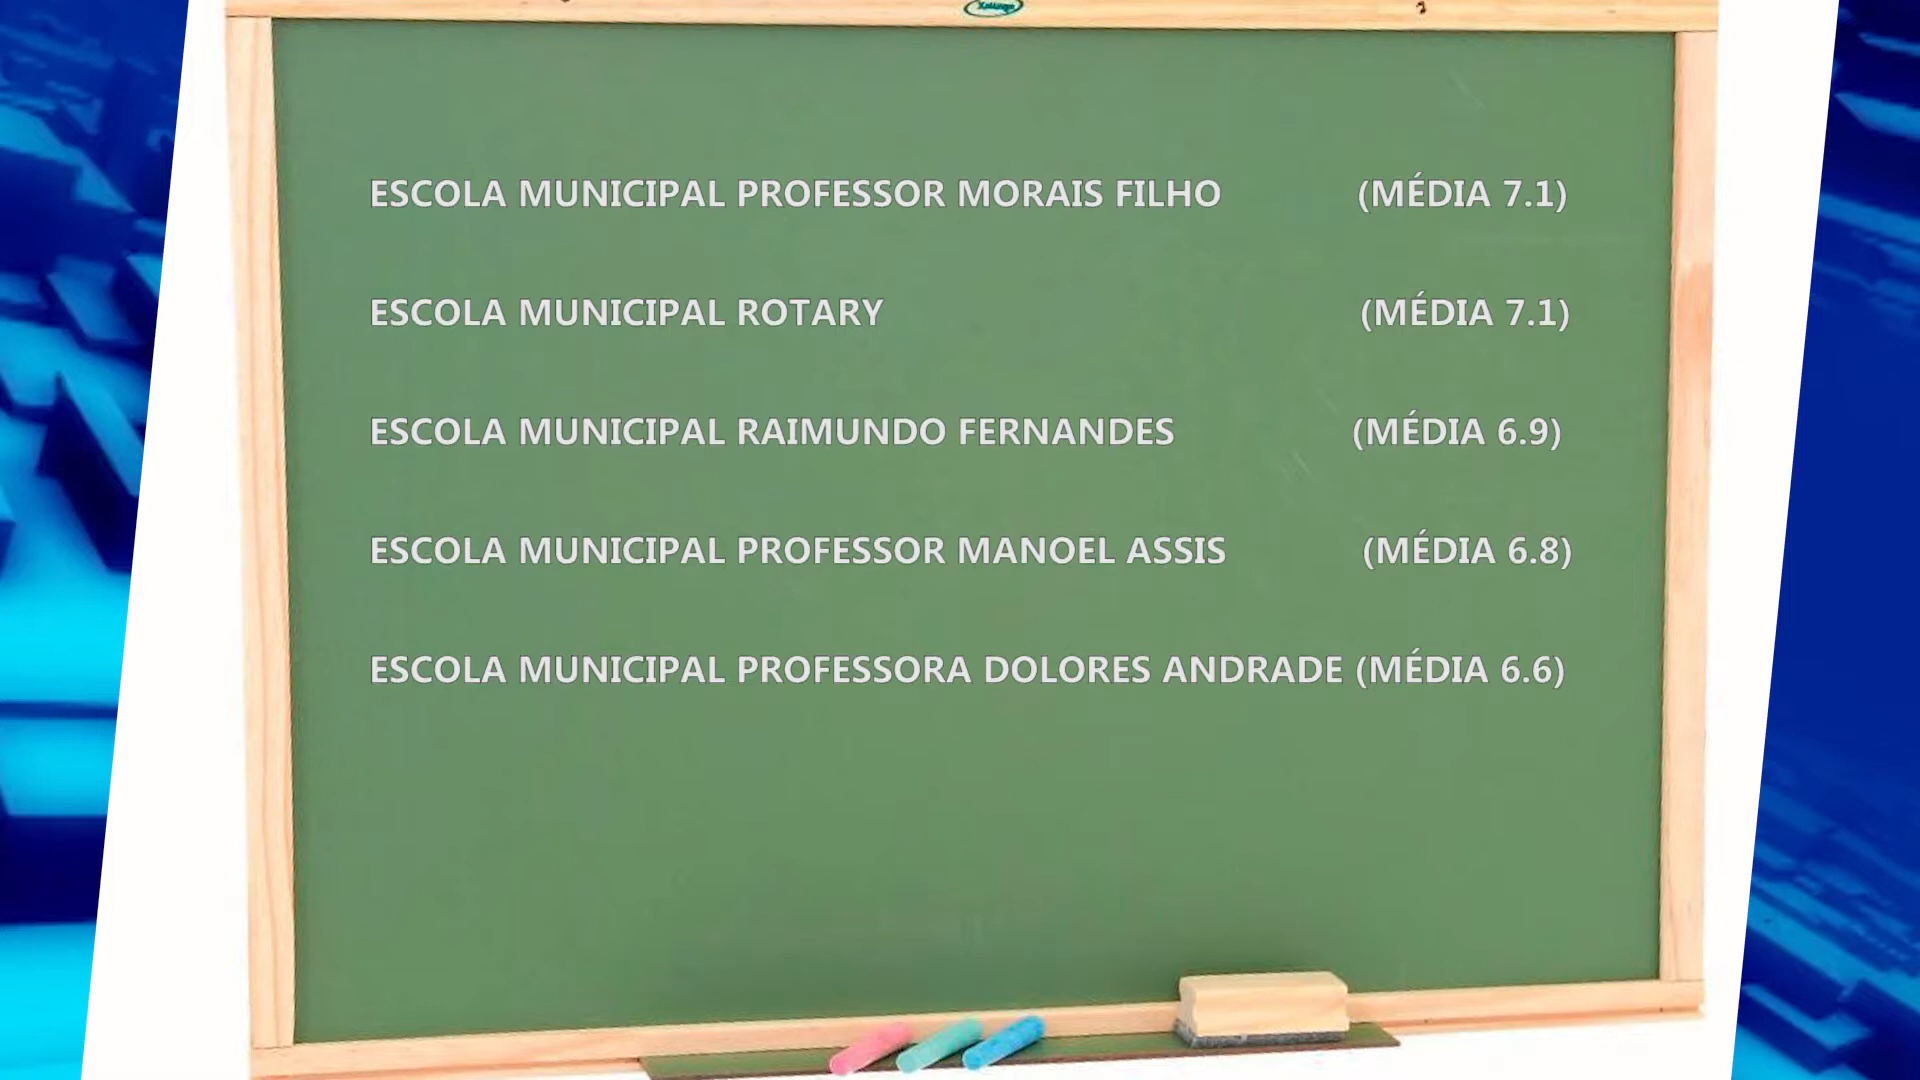 ESCOLA MUNICIPAL PROFESSOR MORAIS FILHO (MÉDIA 7.1)
ESCOLA MUNICIPAL ROTARY (MÉDIA 7.1)
ESCOLA MUNICIPAL RAIMUNDO FERNANDES (MÉDIA 6.9)
ESCOLA MUNICIPAL PROFESSOR MANOEL ASSIS (MÉDIA 6.8)
ESCOLA MUNICIPAL PROFESSORA DOLORES ANDRADE (MÉDIA 6.6)